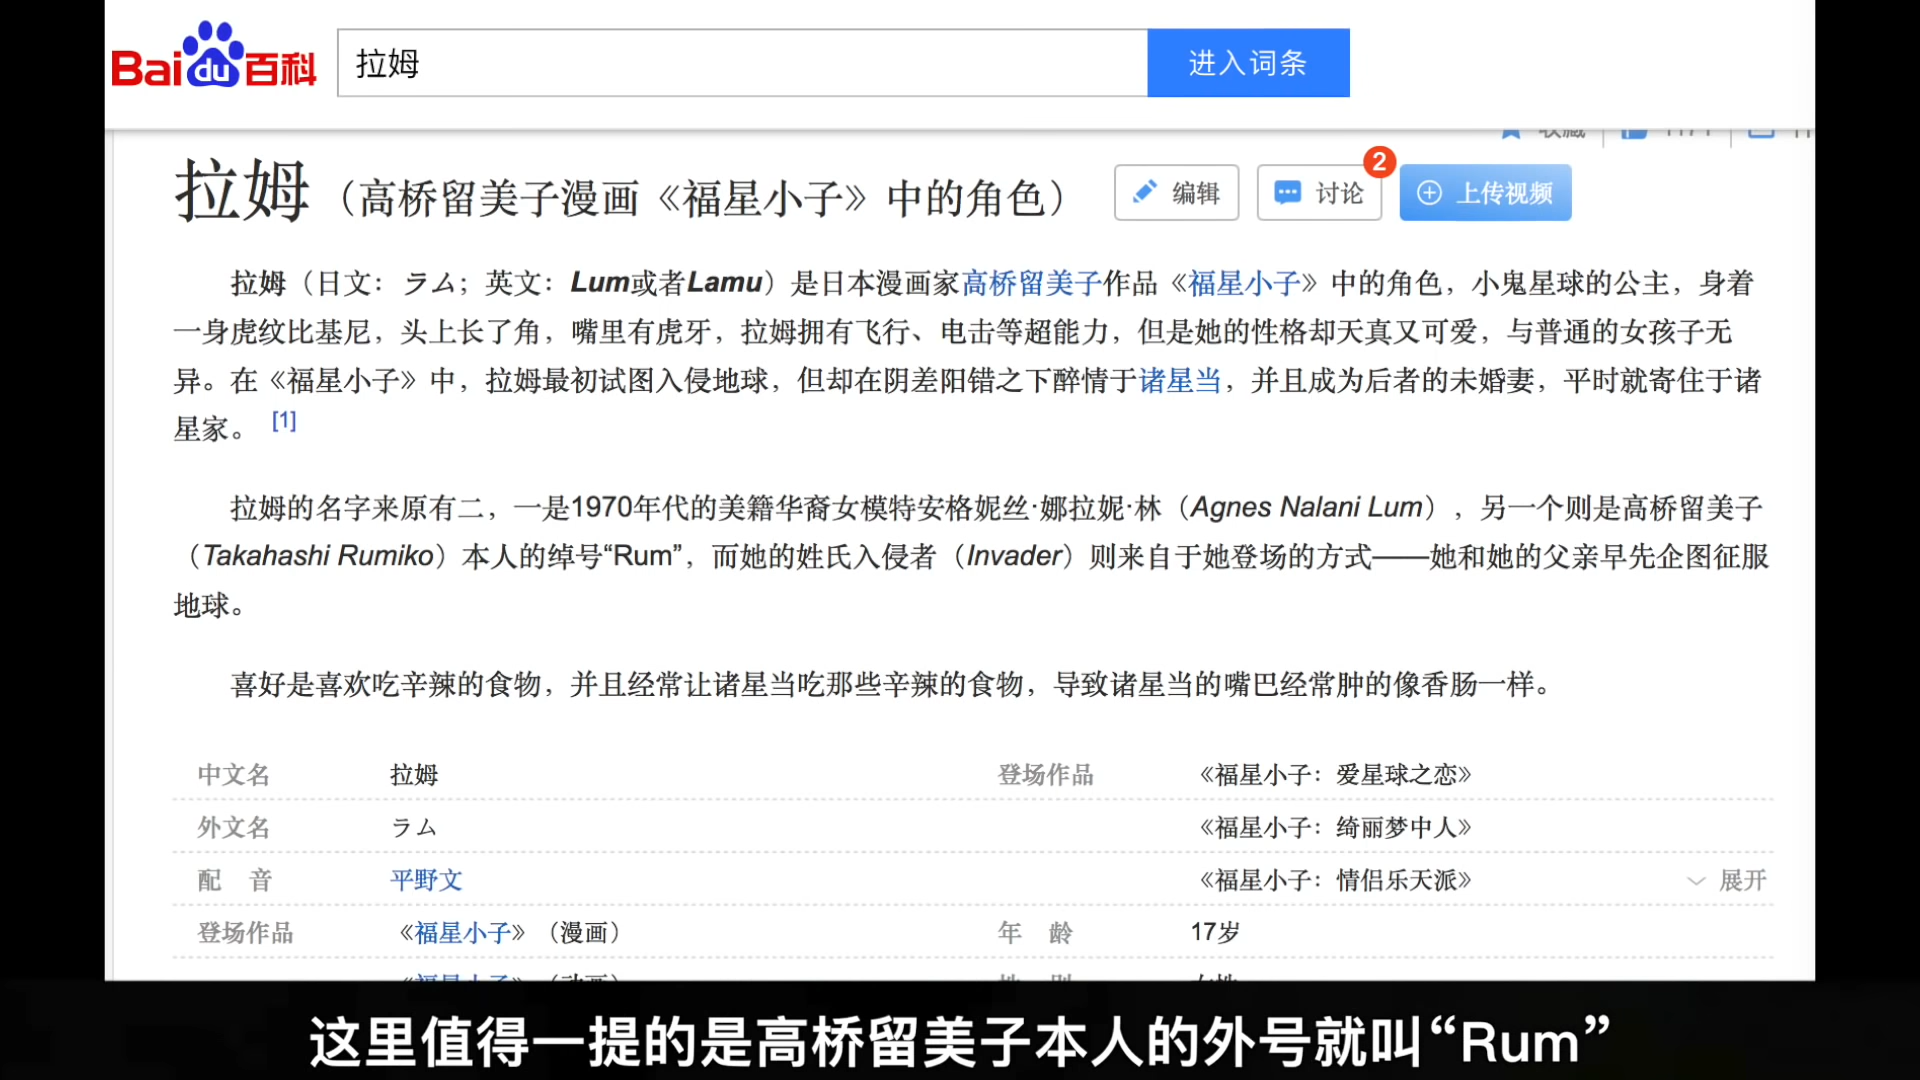 Baidu百科
拉姆
进入词条
收藏
拉姆（高桥留美子漫画《福星小子》中的角色）
编辑
讨论
2
上传视频
拉姆（日文：ラム；英文：Lum或者Lamu）是日本漫画家高桥留美子作品《福星小子》中的角色，小鬼星球的公主，身着
一身虎纹比基尼，头上长了角，嘴里有虎牙，拉姆拥有飞行、电击等超能力，但是她的性格却天真又可爱，与普通的女孩子无
异。在《福星小子》中，拉姆最初试图入侵地球，但却在阴差阳错之下醉情于诸星当，并且成为后者的未婚妻，平时就寄住于诸
星家。 [1]
拉姆的名字来原有二，一是1970年代的美籍华裔女模特安格妮丝·娜拉妮·林（Agnes Nalani Lum），另一个则是高桥留美子
（Takahashi Rumiko）本人的绰号“Rum”，而她的姓氏入侵者（Invader）则来自于她登场的方式——她和她的父亲早先企图征服
地球。
喜好是喜欢吃辛辣的食物，并且经常让诸星当吃那些辛辣的食物，导致诸星当的嘴巴经常肿的像香肠一样。
中文名 拉姆 登场作品 《福星小子：爱星球之恋》
外文名 ラム 《福星小子：绮丽梦中人》
配 音 平野文 《福星小子：情侣乐天派》 展开
登场作品 《福星小子》（漫画） 年 龄 17岁
《福星小子》（动画） 性 别 女性
这里值得一提的是高桥留美子本人的外号就叫“Rum”